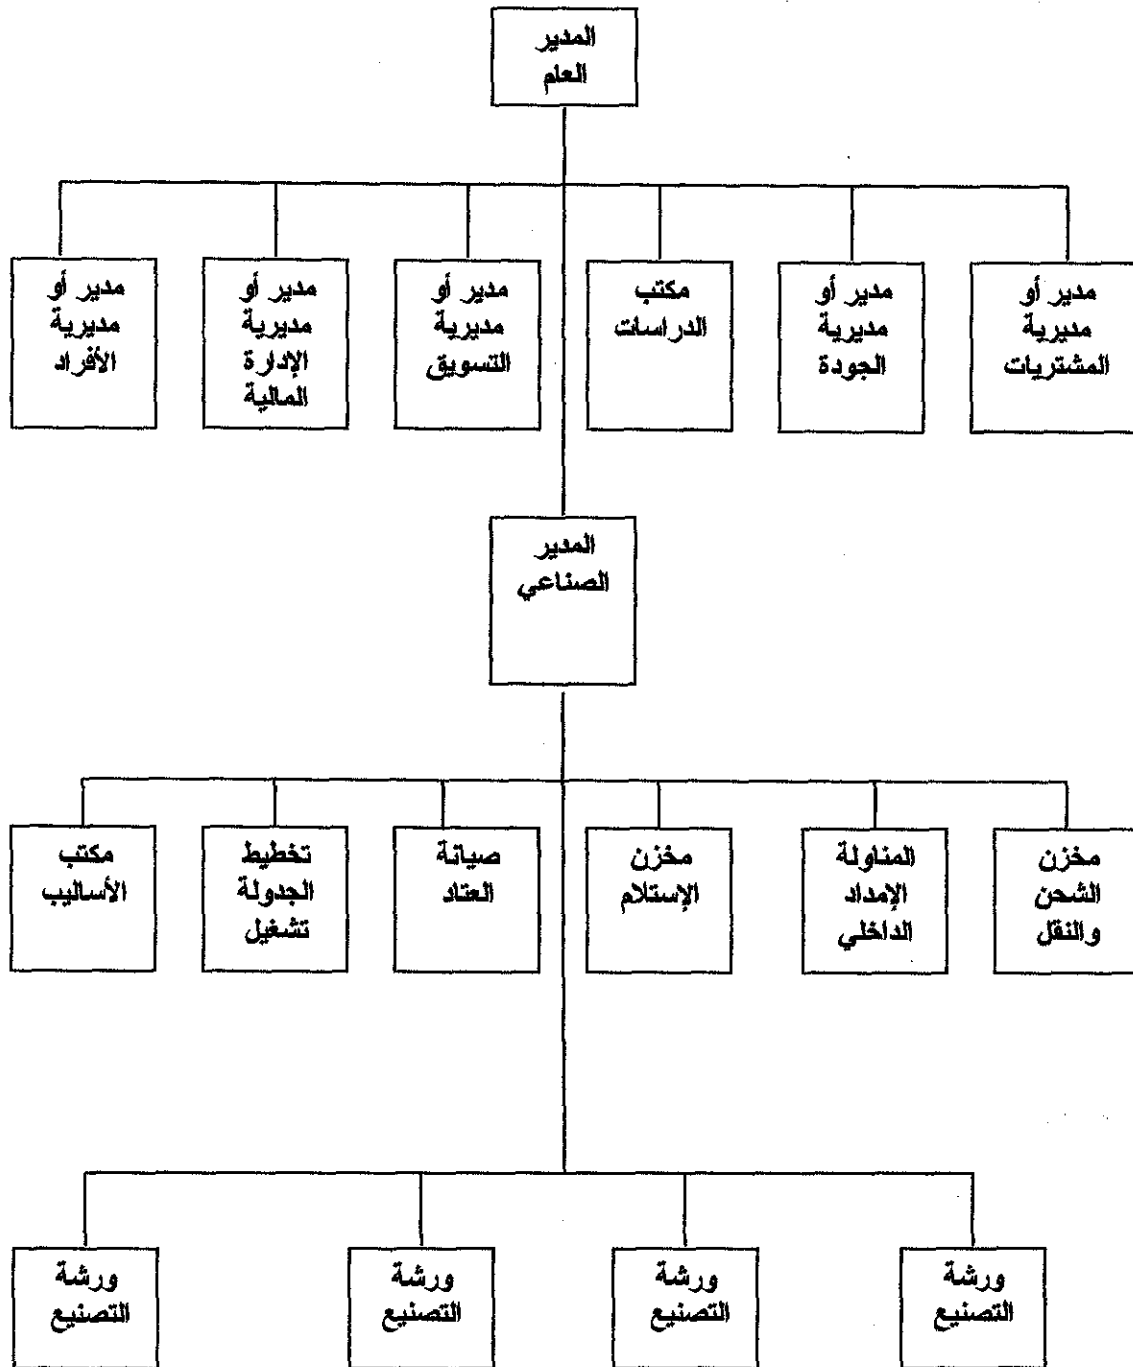 المدير
العام
مدير أو
مديرية
المشتريات
مدير أو
مديرية
الجودة
مكتب
الدراسات
مدير أو
مديرية
التسويق
مدير أو
مديرية
الإدارة
المالية
مدير أو
مديرية
الأفراد
المدير
الصناعي
مخزن
الشحن
والنقل
المناولة
الإمداد
الداخلي
مخزن
الإستلام
صيانة
العتاد
تخطيط
الجدولة
تشغيل
مكتب
الأساليب
ورشة
التصنيع
ورشة
التصنيع
ورشة
التصنيع
ورشة
التصنيع